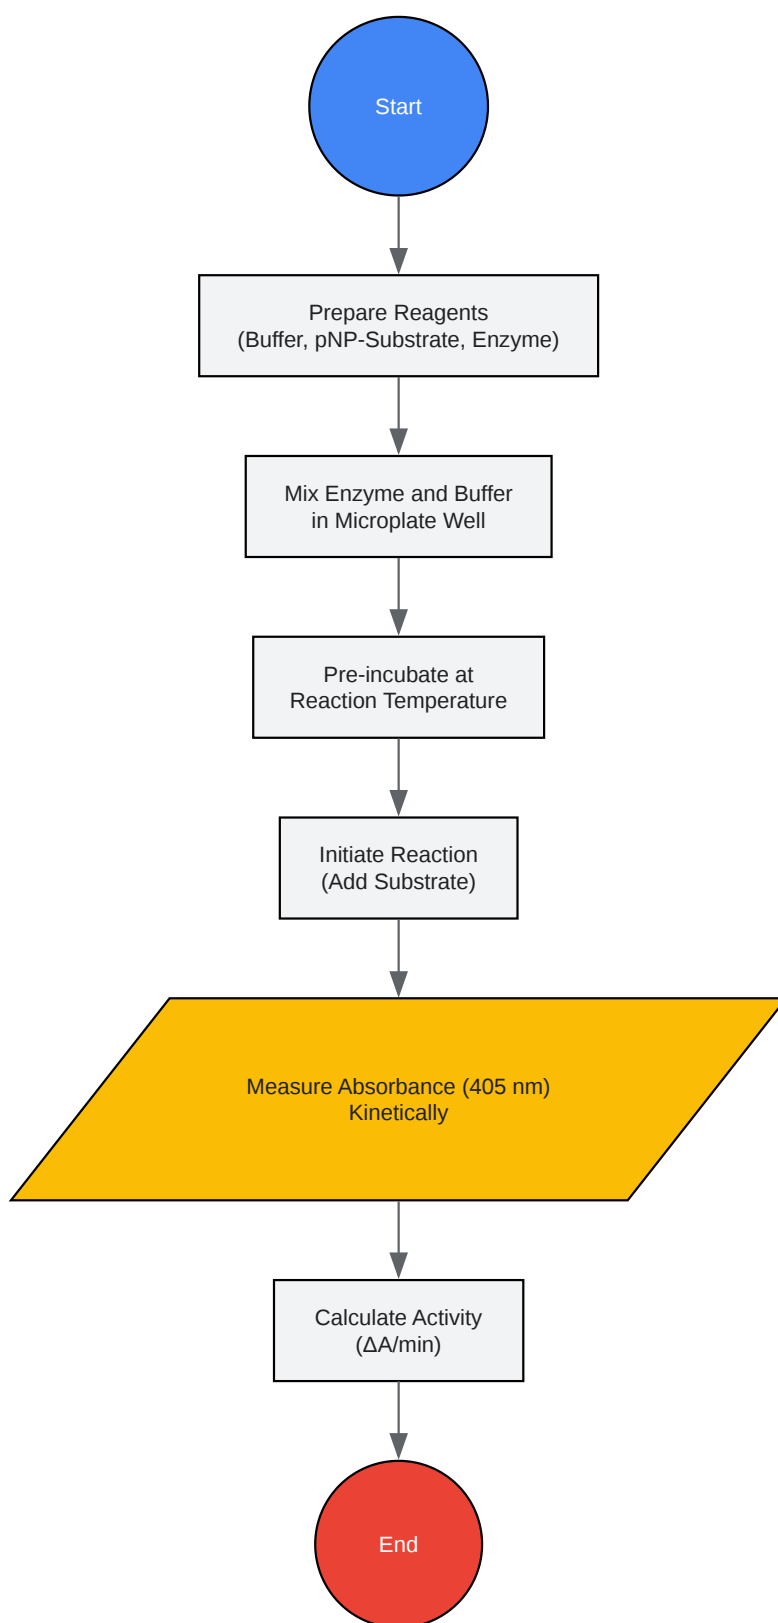 Start
Prepare Reagents
(Buffer, pNP-Substrate, Enzyme)
Mix Enzyme and Buffer
in Microplate Well
Pre-incubate at
Reaction Temperature
Initiate Reaction
(Add Substrate)
Measure Absorbance (405 nm)
Kinetically
Calculate Activity
(ΔA/min)
End